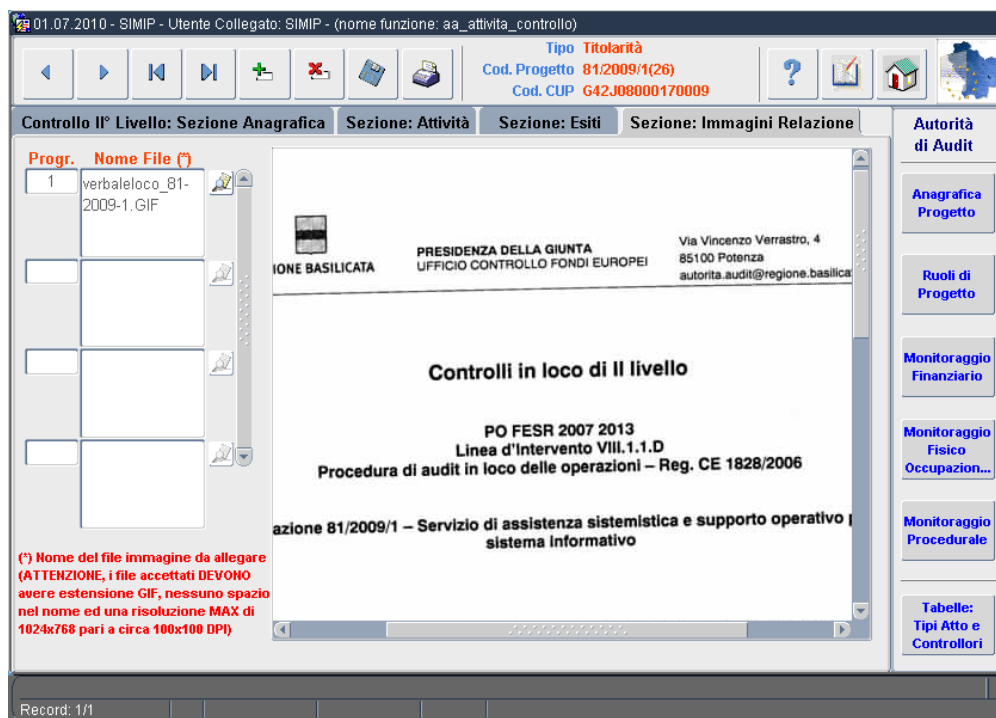 01.07.2010 - SIMIP - Utente Collegato: SIMIP - (nome funzione: aa_attivita_controllo)
Tipo Titolarità
Cod. Progetto 81/2009/1(26)
Cod. CUP G42J08000170009
?
Controllo II° Livello: Sezione Anagrafica
Sezione: Attività
Sezione: Esiti
Sezione: Immagini Relazione
Progr. Nome File (*)
1 verbaleloco_81-
2009-1.GIF
IONE BASILICATA
PRESIDENZA DELLA GIUNTA
UFFICIO CONTROLLO FONDI EUROPEI
Via Vincenzo Verrastro, 4
85100 Potenza
autorita.audit@regione.basilica
Controlli in loco di II livello
PO FESR 2007 2013
Linea d'Intervento VIII.1.1.D
Procedura di audit in loco delle operazioni – Reg. CE 1828/2006
azione 81/2009/1 – Servizio di assistenza sistemistica e supporto operativo
sistema informativo
(*) Nome del file immagine da allegare
(ATTENZIONE, i file accettati DEVONO
avere estensione GIF, nessuno spazio
nel nome ed una risoluzione MAX di
1024x768 pari a circa 100x100 DPI)
Autorità
di Audit
Anagrafica
Progetto
Ruoli di
Progetto
Monitoraggio
Finanziario
Monitoraggio
Fisico
Occupazion...
Monitoraggio
Procedurale
Tabelle:
Tipi Atto e
Controllori
Record: 1/1